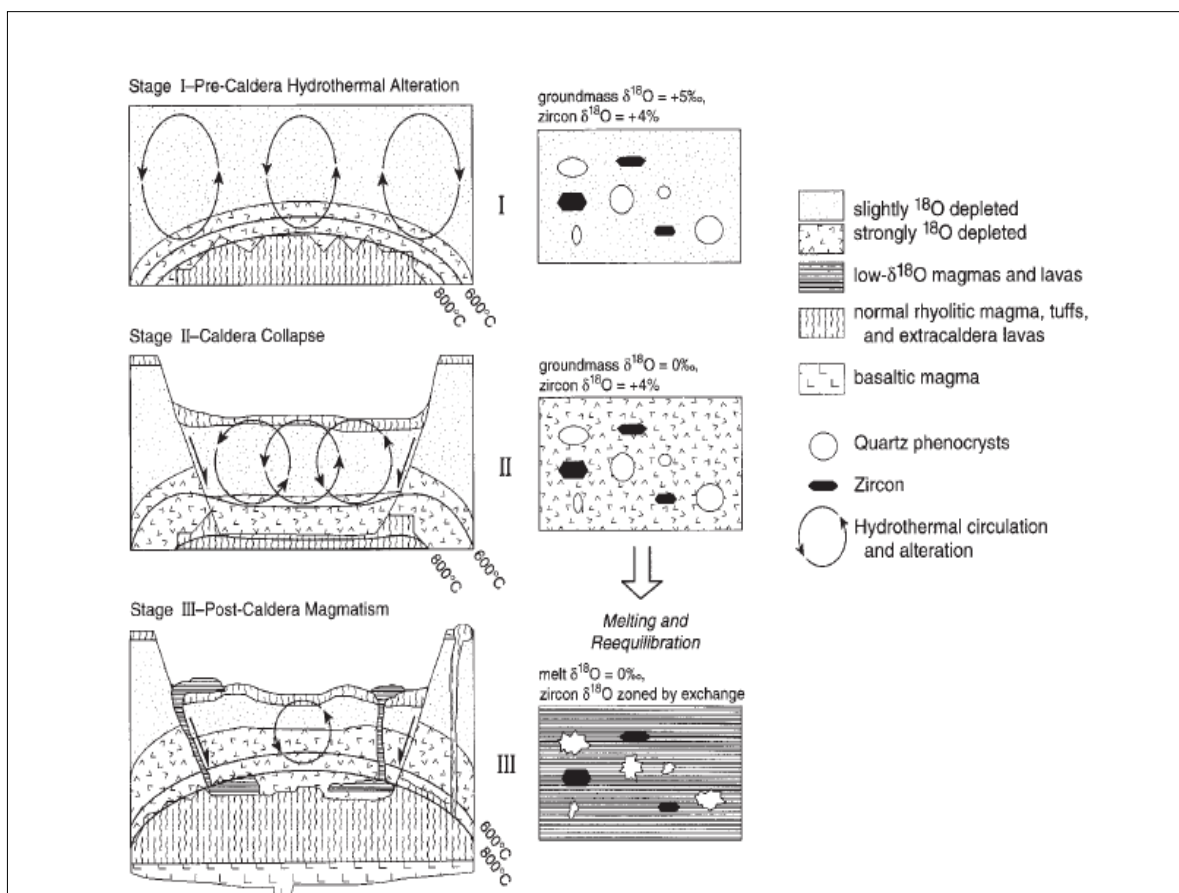 Stage I–Pre-Caldera Hydrothermal Alteration
groundmass δ¹⁸O = +5‰,
zircon δ¹⁸O = +4%
I
800°C
600°C
Stage II–Caldera Collapse
groundmass δ¹⁸O = 0‰,
zircon δ¹⁸O = +4%
II
800°C
600°C
Stage III–Post-Caldera Magmatism
Melting and
Reequilibration
melt δ¹⁸O = 0‰,
zircon δ¹⁸O zoned by exchange
III
600°C
800°C
slightly ¹⁸O depleted
strongly ¹⁸O depleted
low-δ¹⁸O magmas and lavas
normal rhyolitic magma, tuffs,
and extracaldera lavas
basaltic magma
Quartz phenocrysts
Zircon
Hydrothermal circulation
and alteration